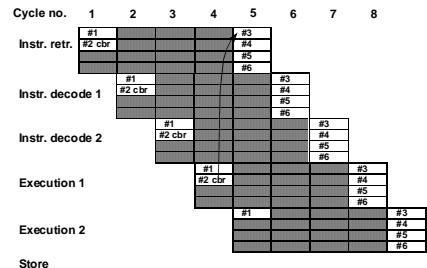 Cycle no. 1 2 3 4 5 6 7 8
#1 #3
Instr. retr. #2 cbr #4
#5
#6
#1 #3
Instr. decode 1 #2 cbr #4
#5
#6
#1 #3
Instr. decode 2 #2 cbr #4
#5
#6
#1 #3
Execution 1 #2 cbr #4
#5
#6
#1 #3
Execution 2 #4
#5
#6
Store